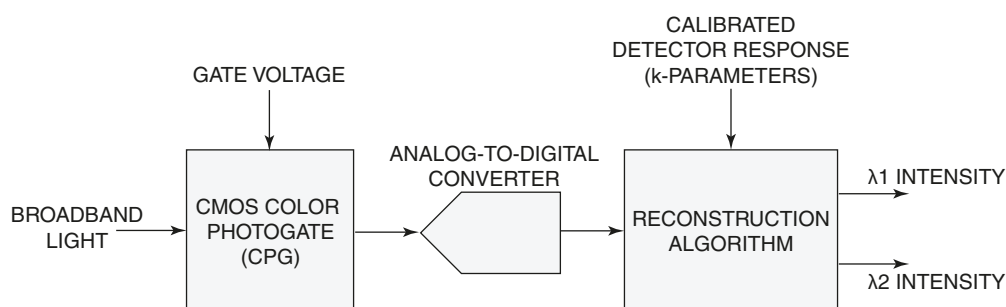 CALIBRATED
DETECTOR RESPONSE
(k-PARAMETERS)
GATE VOLTAGE
ANALOG-TO-DIGITAL
CONVERTER
BROADBAND
LIGHT
CMOS COLOR
PHOTOGATE
(CPG)
RECONSTRUCTION
ALGORITHM
λ1 INTENSITY
λ2 INTENSITY